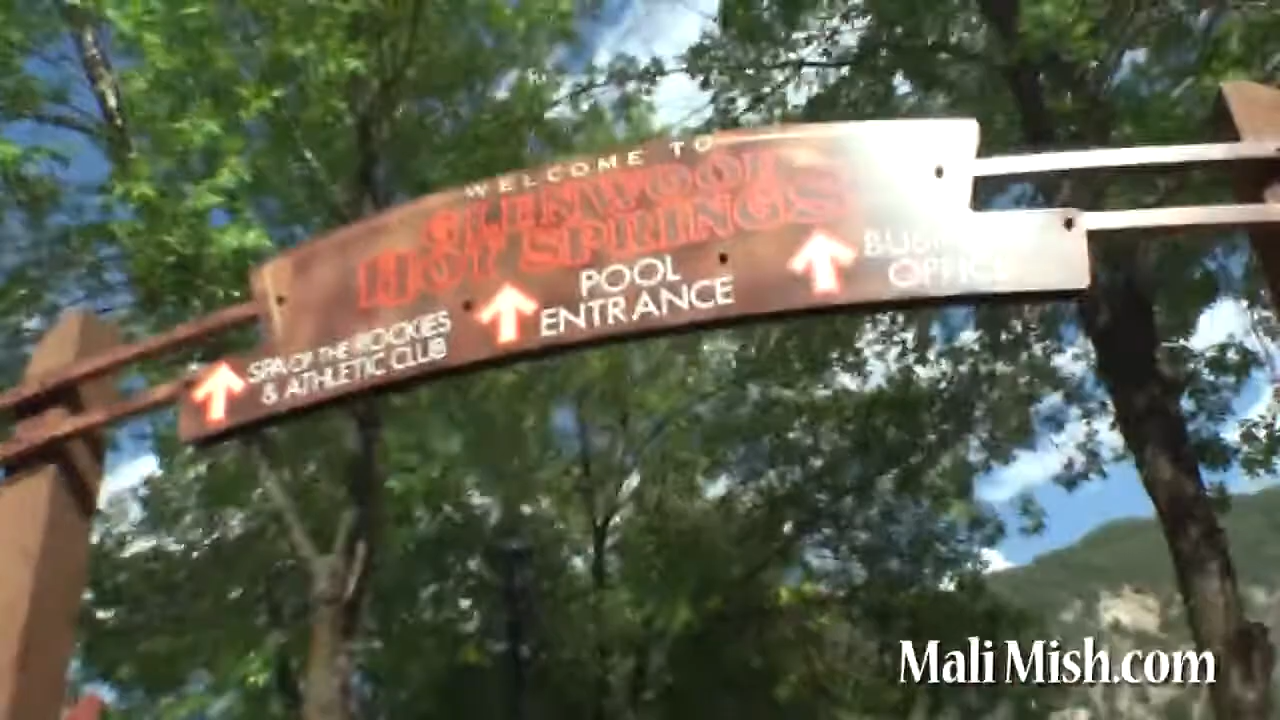 WELCOME TO
GLENWOOD
HOT SPRINGS
SPA OF THE ROCKIES
& ATHLETIC CLUB
POOL
ENTRANCE
OFFICE
Mali Mish.com